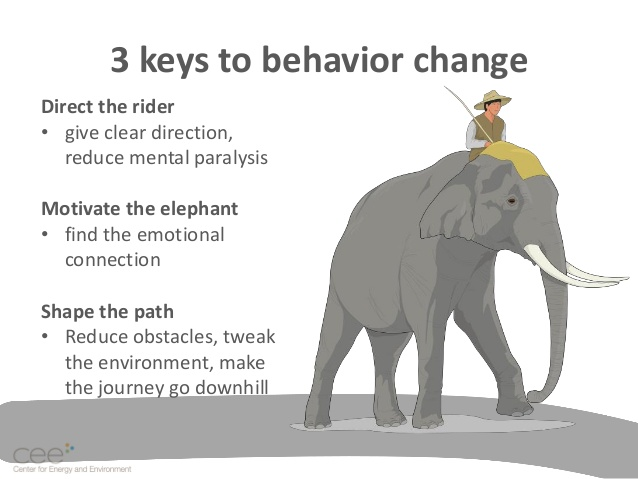 3 keys to behavior change
Direct the rider
• give clear direction,
reduce mental paralysis
Motivate the elephant
• find the emotional
connection
Shape the path
• Reduce obstacles, tweak
the environment, make
the journey go downhill
cee
Center for Energy and Environment